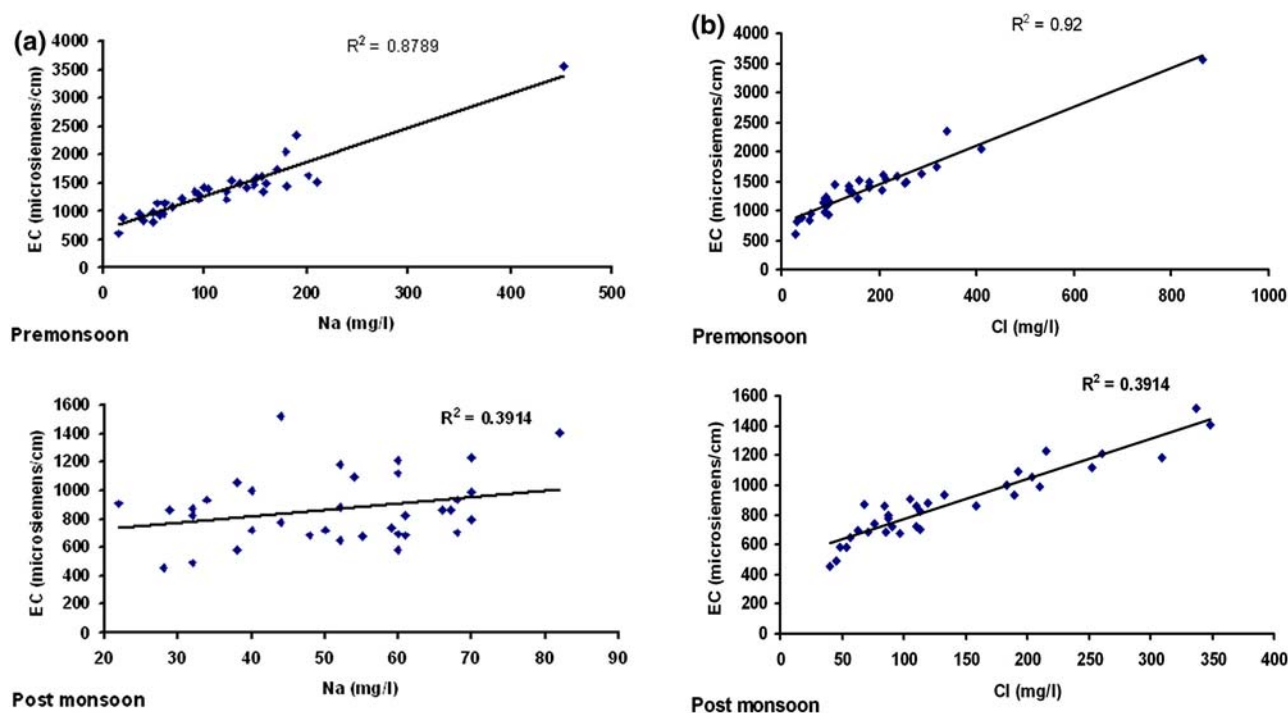 (a)
R² = 0.8789
EC (microsiemens/cm)
4000
3500
3000
2500
2000
1500
1000
500
0
0 100 200 300 400 500
Na (mg/l)
Premonsoon
(b)
R² = 0.92
EC (microsiemens/cm)
4000
3500
3000
2500
2000
1500
1000
500
0
0 200 400 600 800 1000
Cl (mg/l)
Premonsoon
R² = 0.3914
EC (microsiemens/cm)
1600
1400
1200
1000
800
600
400
200
0
20 30 40 50 60 70 80 90
Na (mg/l)
Post monsoon
R² = 0.3914
EC (microsiemens/cm)
1600
1400
1200
1000
800
600
400
200
0
0 50 100 150 200 250 300 350 400
Cl (mg/l)
Post monsoon